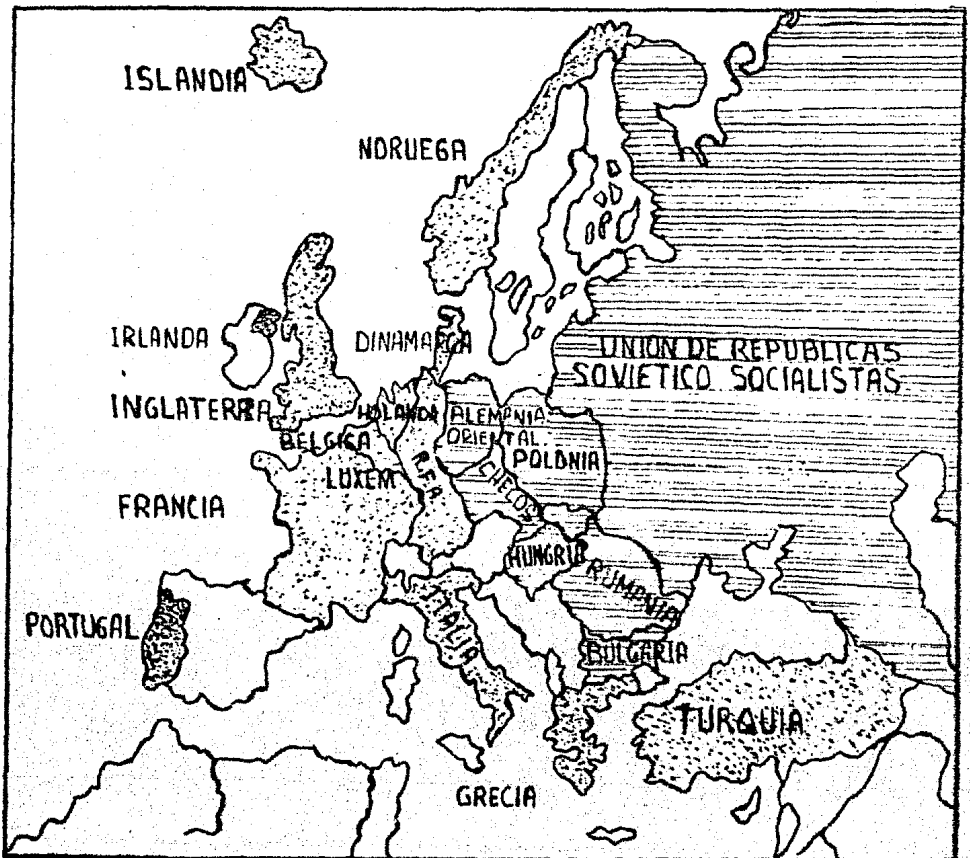 ISLANDIA
NORUEGA
IRLANDA
DINAMARCA
UNION DE REPUBLICAS
SOVIETICO SOCIALISTAS
INGLATERRA
HOLANDA
ALEMANIA
ORIENTAL
BELGICA
R.F.A
POLONIA
LUXEM
CHECOS
FRANCIA
HUNGRIA
RUMANIA
PORTUGAL
ITALIA
BULGARIA
TURQUIA
GRECIA